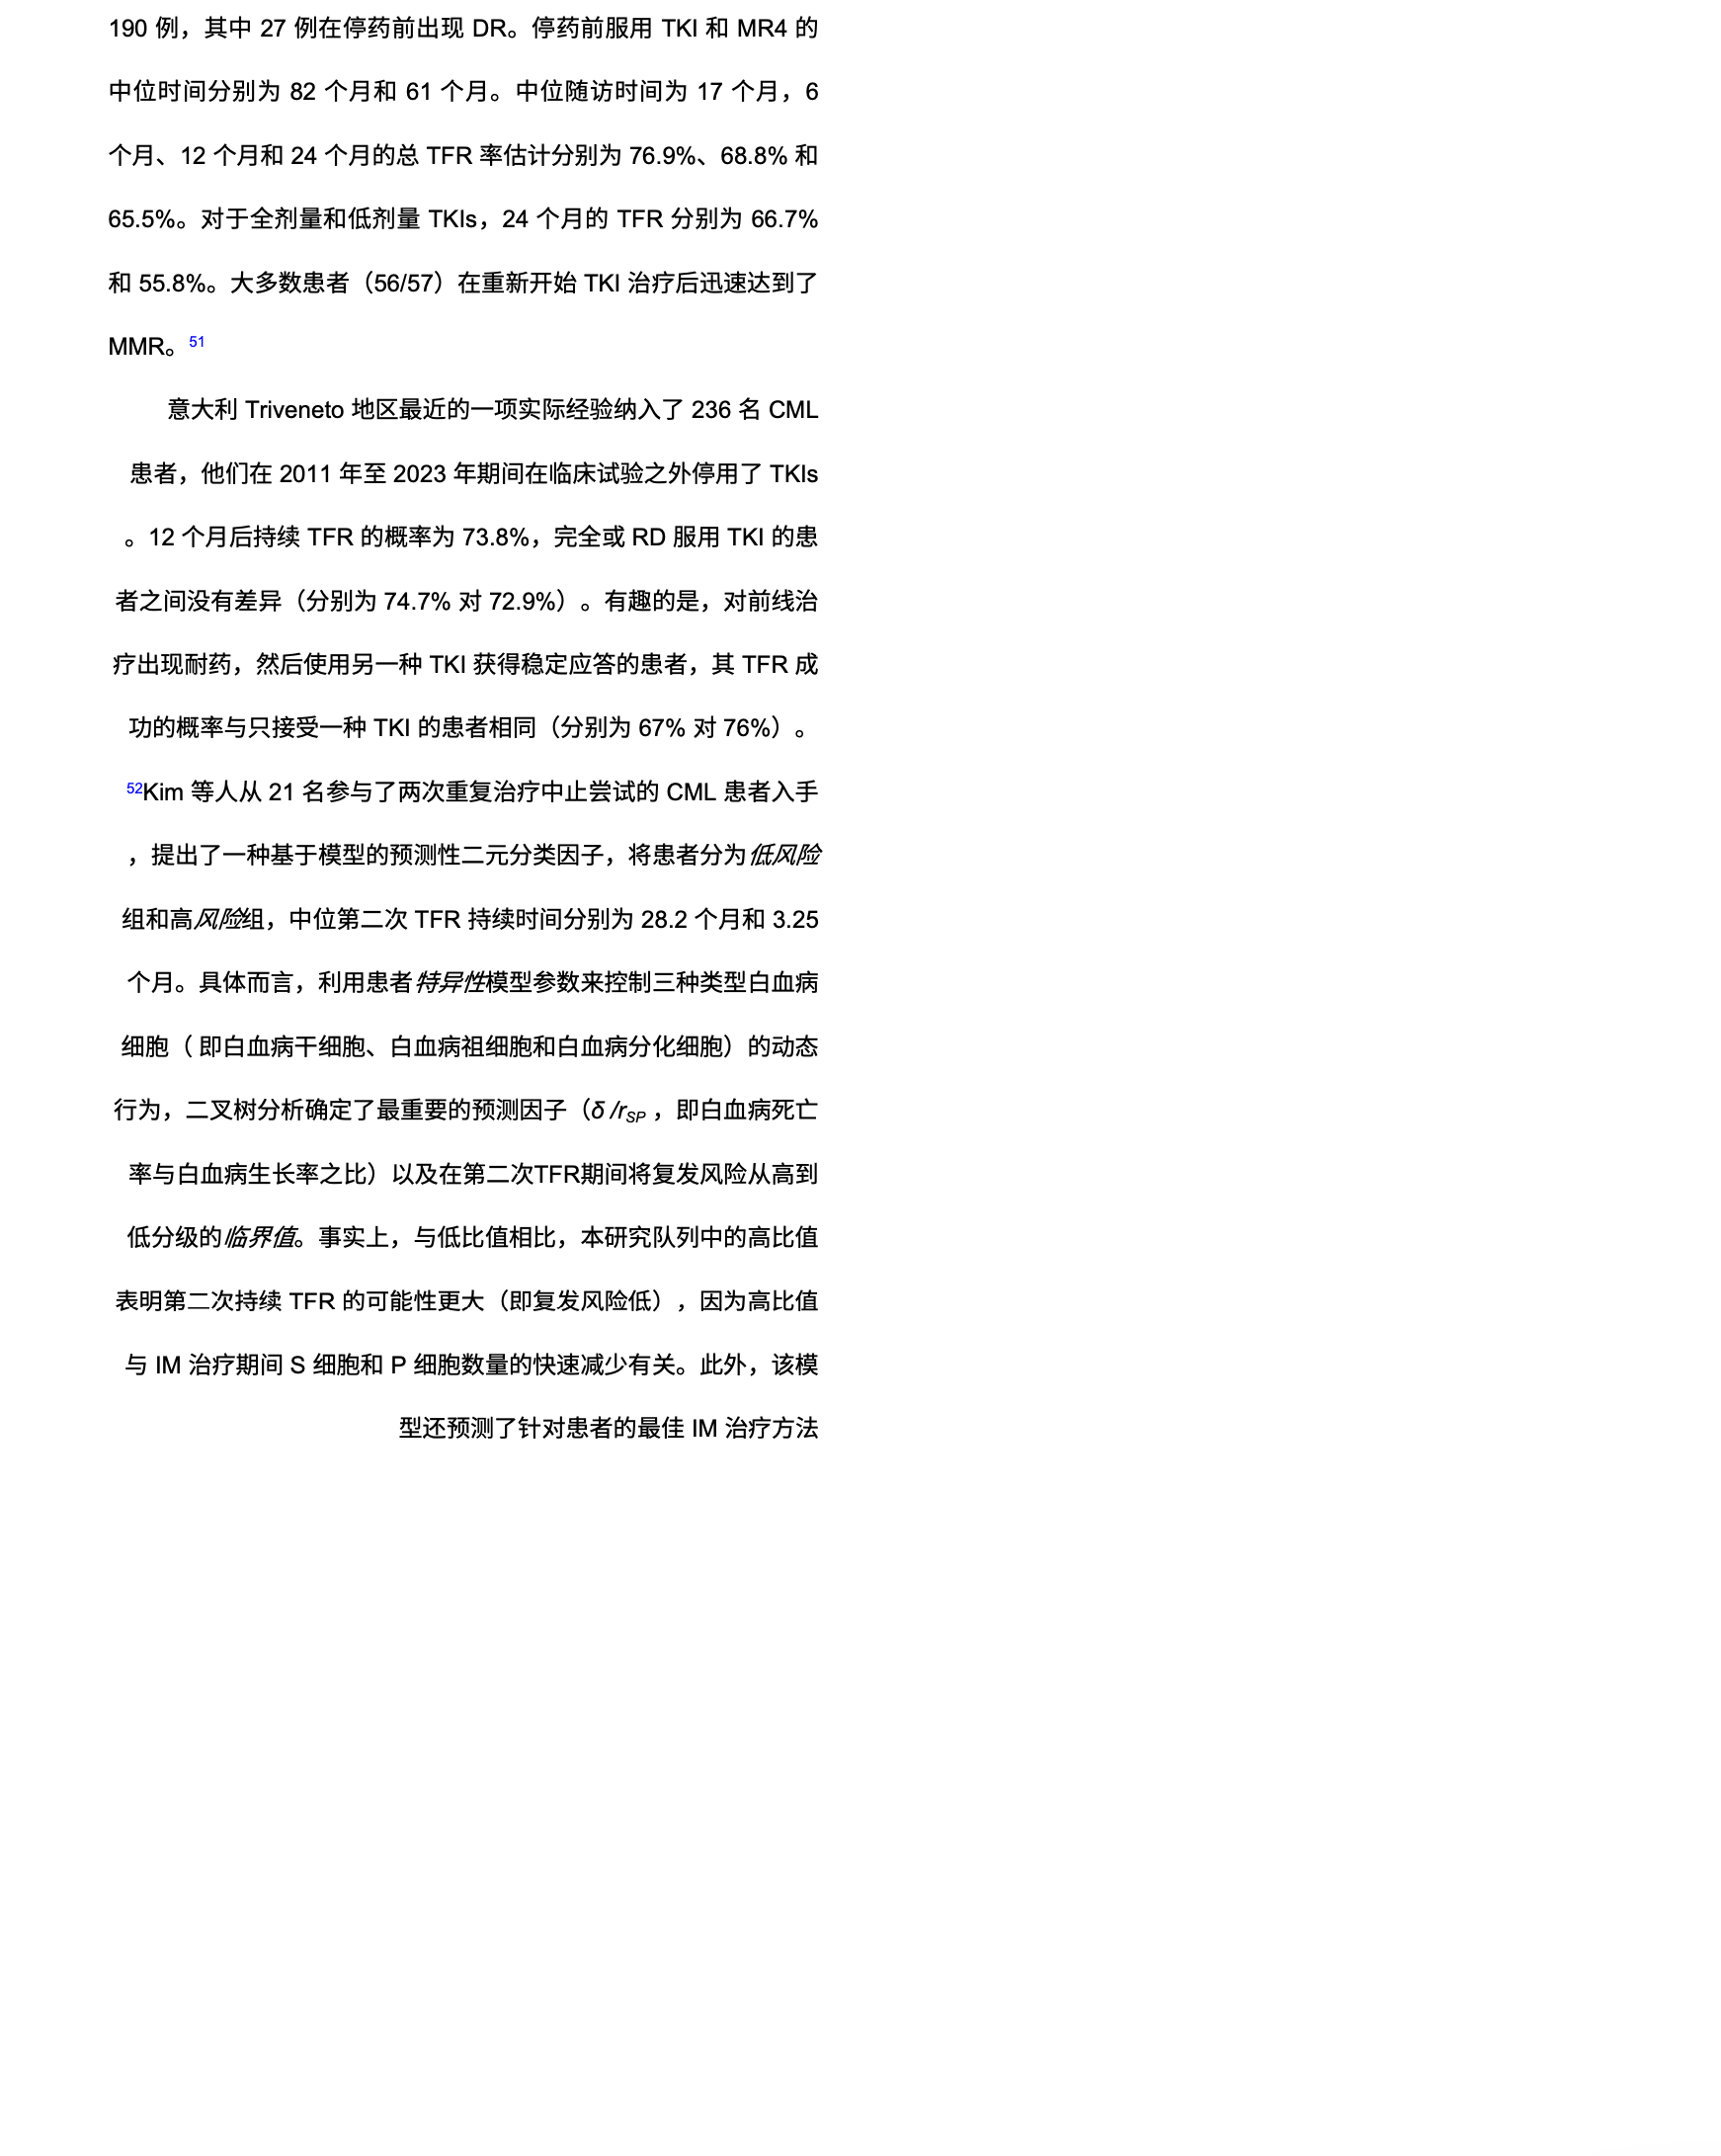 190 例，其中 27 例在停药前出现 DR。停药前服用 TKI 和 MR4 的
中位时间分别为 82 个月和 61 个月。中位随访时间为 17 个月，6
个月、12 个月和 24 个月的总 TFR 率估计分别为 76.9%、68.8% 和
65.5%。对于全剂量和低剂量 TKIs，24 个月的 TFR 分别为 66.7%
和 55.8%。大多数患者（56/57）在重新开始 TKI 治疗后迅速达到了
MMR。51
意大利 Triveneto 地区最近的一项实际经验纳入了 236 名 CML
患者，他们在 2011 年至 2023 年期间在临床试验之外停用了 TKIs
。12 个月后持续 TFR 的概率为 73.8%，完全或 RD 服用 TKI 的患
者之间没有差异（分别为 74.7% 对 72.9%）。有趣的是，对前线治
疗出现耐药，然后使用另一种 TKI 获得稳定应答的患者，其 TFR 成
功的概率与只接受一种 TKI 的患者相同（分别为 67% 对 76%）。
52Kim 等人从 21 名参与了两次重复治疗中止尝试的 CML 患者入手
，提出了一种基于模型的预测性二元分类因子，将患者分为低风险
组和高风险组，中位第二次 TFR 持续时间分别为 28.2 个月和 3.25
个月。具体而言，利用患者特异性模型参数来控制三种类型白血病
细胞（ 即白血病干细胞、白血病祖细胞和白血病分化细胞）的动态
行为，二叉树分析确定了最重要的预测因子（δ /rSP ，即白血病死亡
率与白血病生长率之比）以及在第二次TFR期间将复发风险从高到
低分级的临界值。事实上，与低比值相比，本研究队列中的高比值
表明第二次持续 TFR 的可能性更大（即复发风险低），因为高比值
与 IM 治疗期间 S 细胞和 P 细胞数量的快速减少有关。此外，该模
型还预测了针对患者的最佳 IM 治疗方法